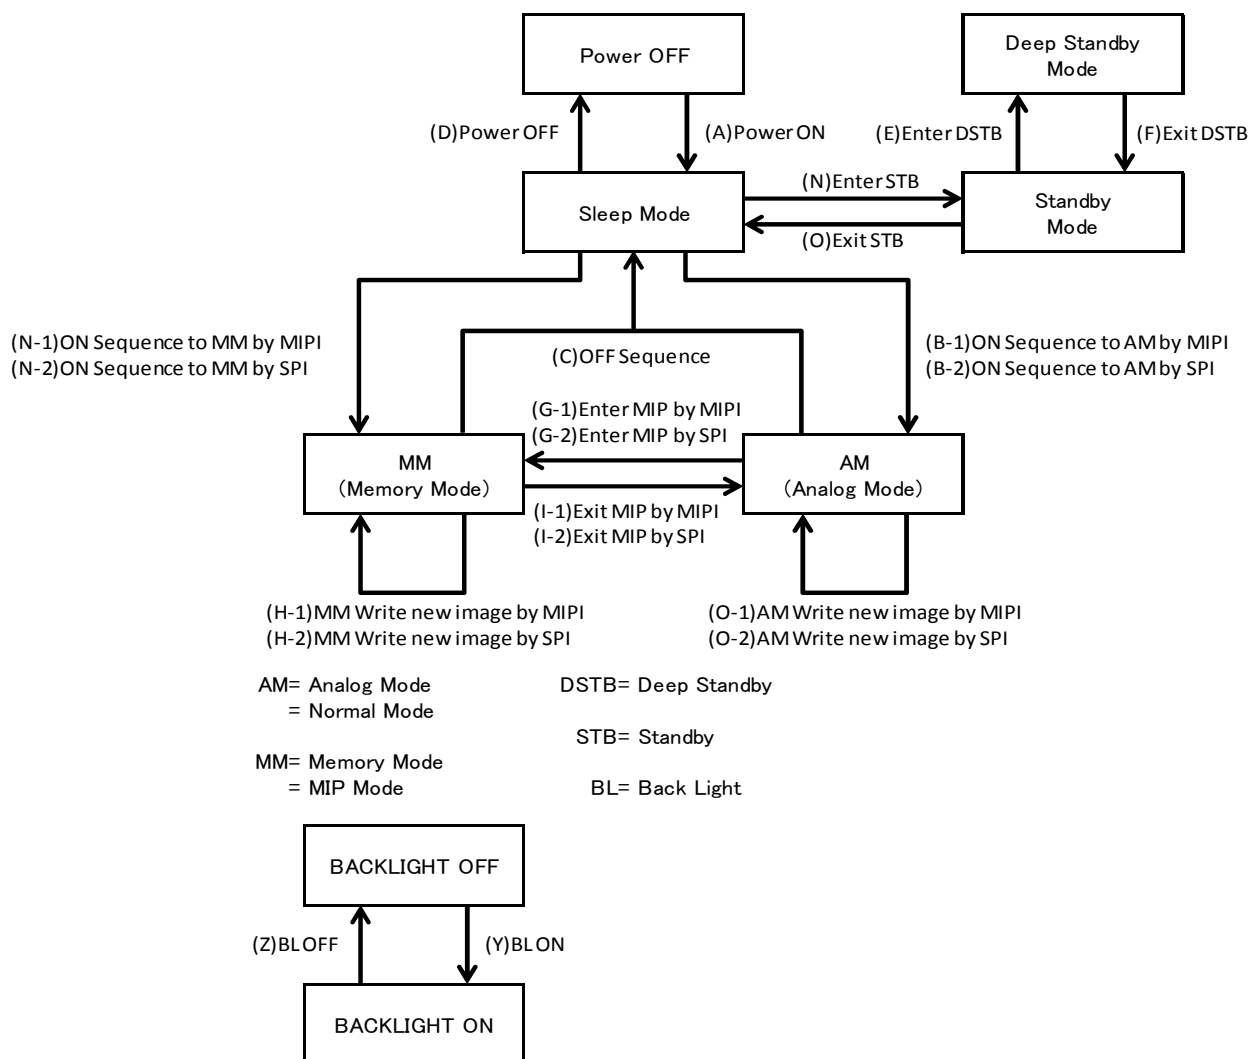 Power OFF
Deep Standby
Mode
(D)Power OFF
(A)Power ON
(E)Enter DSTB
(F)Exit DSTB
(N)Enter STB
Sleep Mode
Standby
Mode
(O)Exit STB
(N-1)ON Sequence to MM by MIPI
(N-2)ON Sequence to MM by SPI
(C)OFF Sequence
(B-1)ON Sequence to AM by MIPI
(B-2)ON Sequence to AM by SPI
(G-1)Enter MIP by MIPI
(G-2)Enter MIP by SPI
MM
(Memory Mode)
AM
(Analog Mode)
(I-1)Exit MIP by MIPI
(I-2)Exit MIP by SPI
(H-1)MM Write new image by MIPI
(H-2)MM Write new image by SPI
(O-1)AM Write new image by MIPI
(O-2)AM Write new image by SPI
AM= Analog Mode
= Normal Mode
DSTB= Deep Standby
STB= Standby
MM= Memory Mode
= MIP Mode
BL= Back Light
BACKLIGHT OFF
(Z)BL OFF
(Y)BL ON
BACKLIGHT ON